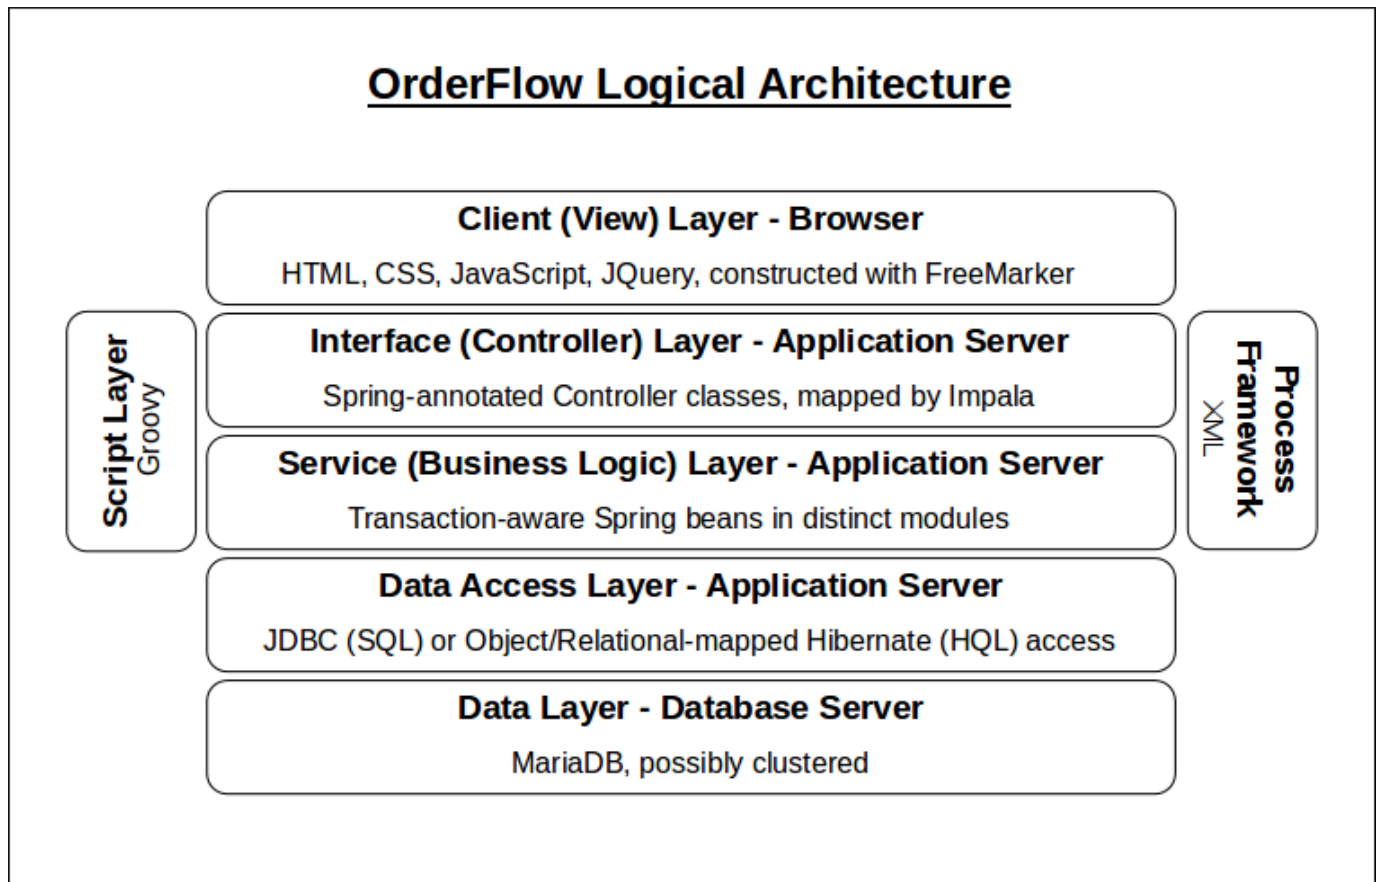 OrderFlow Logical Architecture
Client (View) Layer - Browser
HTML, CSS, JavaScript, JQuery, constructed with FreeMarker
Script Layer
Groovy
Interface (Controller) Layer - Application Server
Spring-annotated Controller classes, mapped by Impala
Service (Business Logic) Layer - Application Server
Transaction-aware Spring beans in distinct modules
Process
Framework
XML
Data Access Layer - Application Server
JDBC (SQL) or Object/Relational-mapped Hibernate (HQL) access
Data Layer - Database Server
MariaDB, possibly clustered